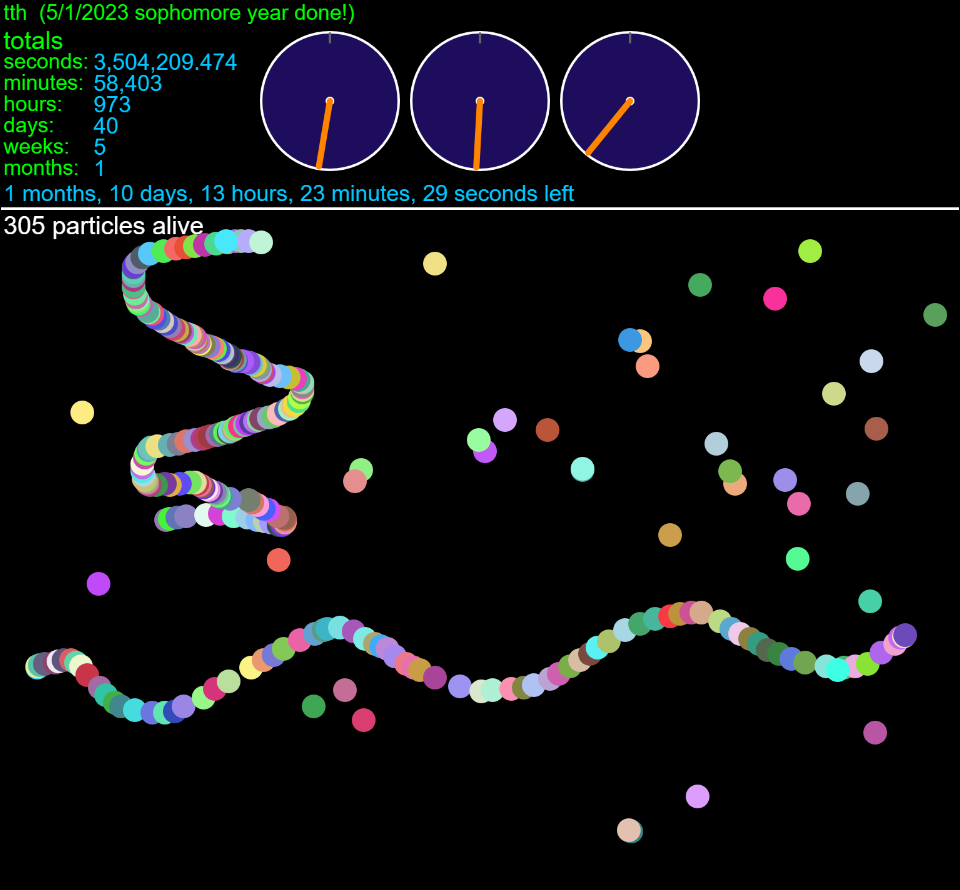 tth (5/1/2023 sophomore year done!)
totals
seconds: 3,504,209.474
minutes: 58,403
hours: 973
days: 40
weeks: 5
months: 1
1 months, 10 days, 13 hours, 23 minutes, 29 seconds left
305 particles alive